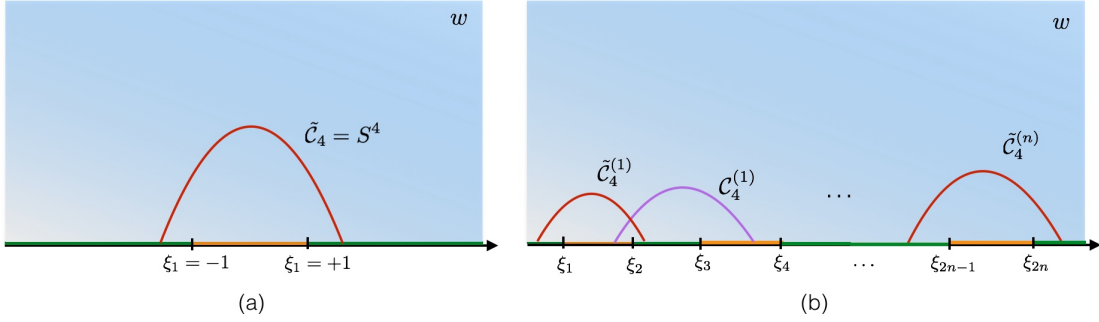 w
C̃₄ = S⁴
ξ₁ = −1
ξ₁ = +1
(a)
w
C̃₄⁽¹⁾
C₄⁽¹⁾
...
C̃₄⁽ⁿ⁾
ξ₁
ξ₂
ξ₃
ξ₄
...
ξ₂ₙ₋₁
ξ₂ₙ
(b)